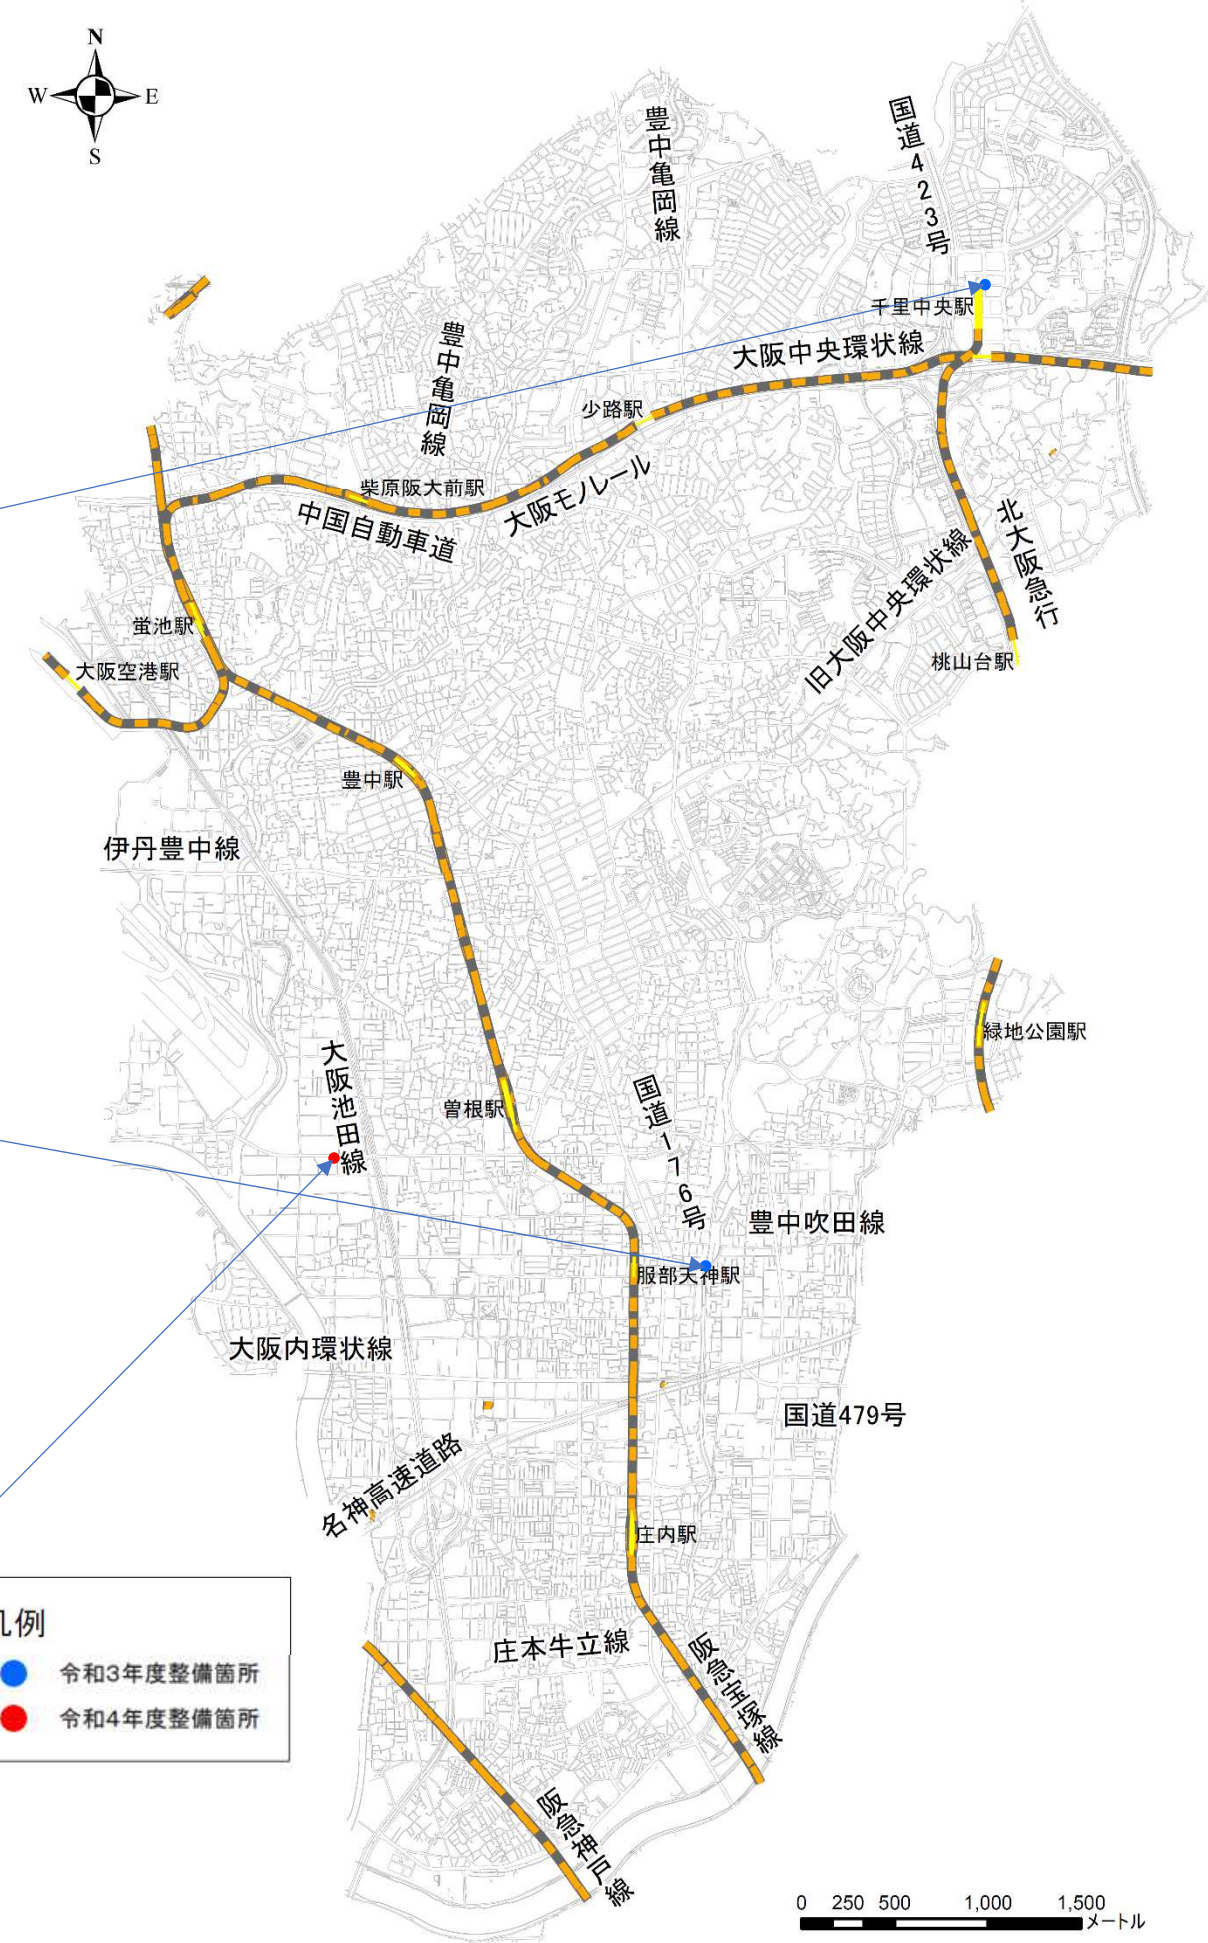 N
W
E
S
豊中亀岡線
国道423号
千里中央駅
豊中亀岡線
大阪中央環状線
少路駅
柴原阪大前駅
大阪モノレール
中国自動車道
北大阪急行
旧大阪中央環状線
蛍池駅
大阪空港駅
桃山台駅
豊中駅
伊丹豊中線
緑地公園駅
大阪池田線
国道176号
曽根駅
豊中吹田線
服部天神駅
大阪内環状線
国道479号
名神高速道路
庄内駅
凡例
令和3年度整備箇所
令和4年度整備箇所
庄本牛立線
阪急宝塚線
阪急神戸線
0 250 500 1,000 1,500
メートル